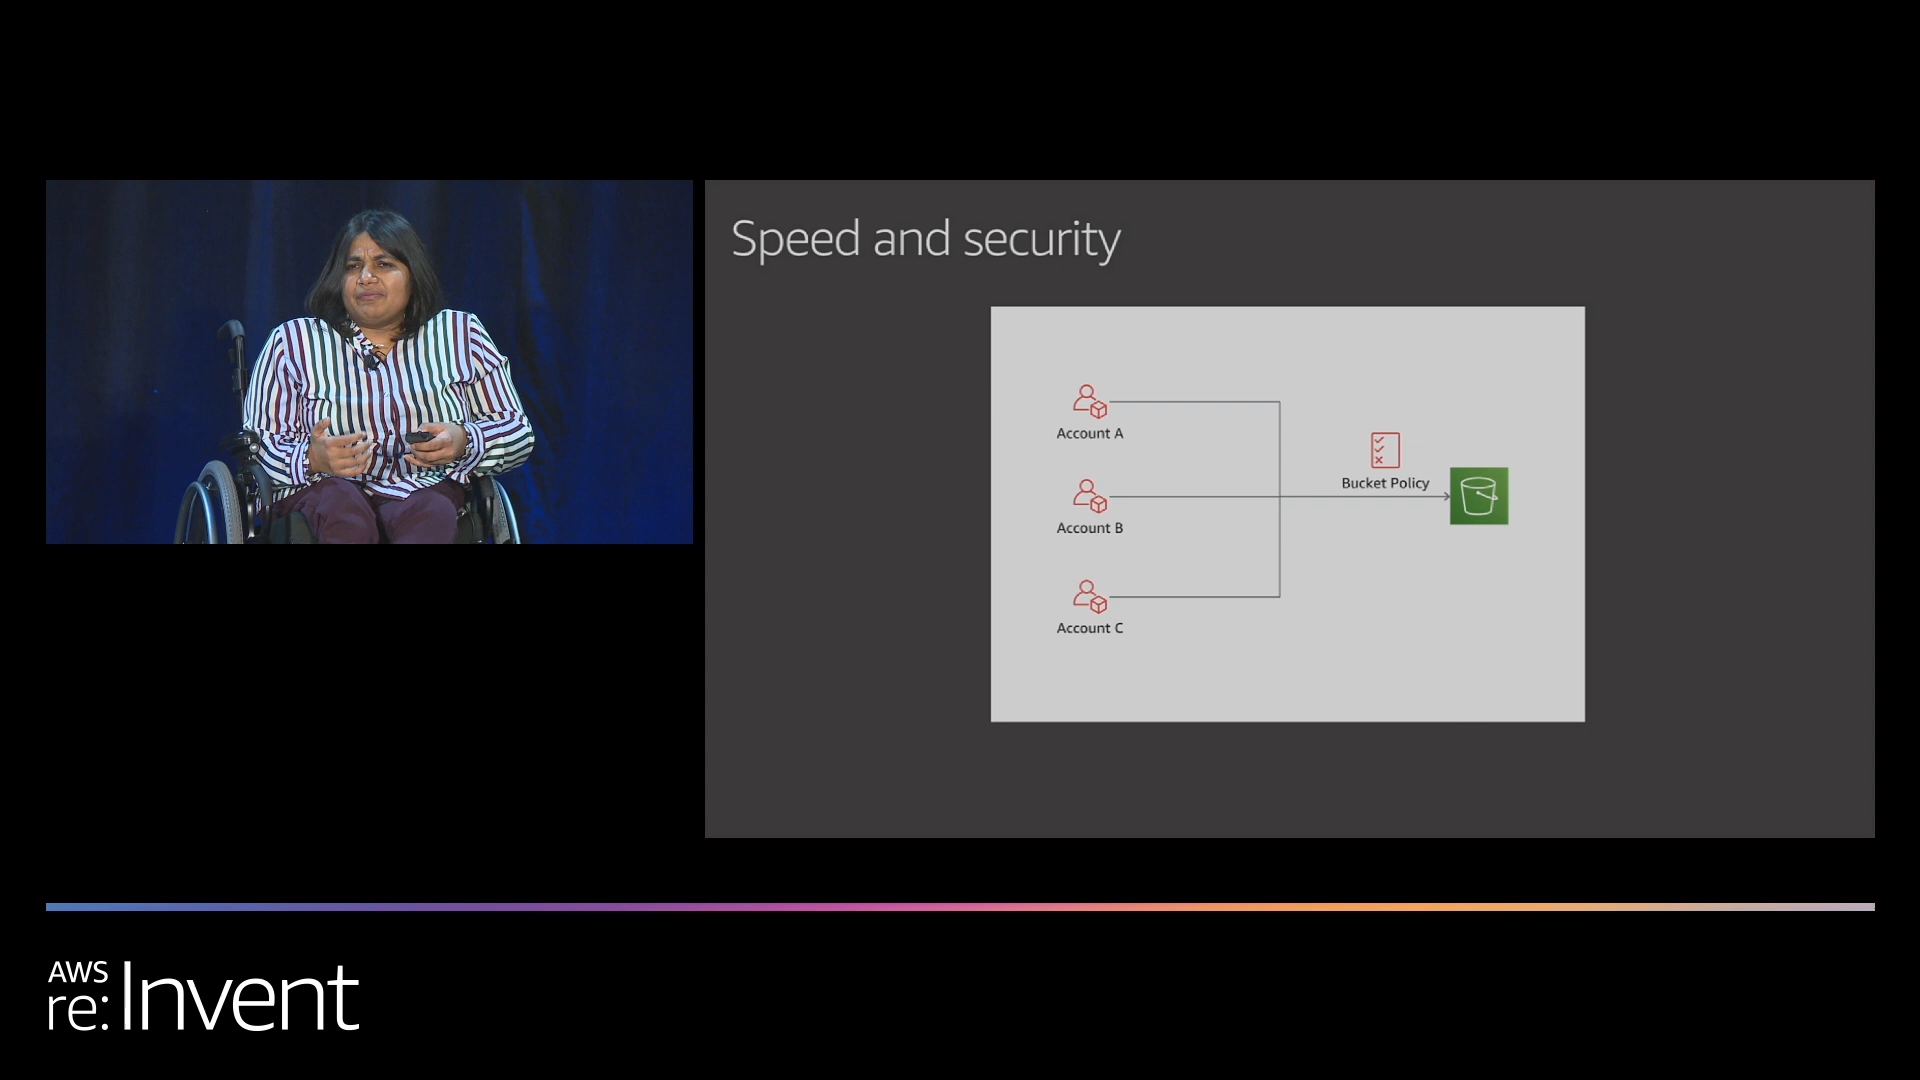 Speed and security
Account A
Bucket Policy
Account B
Account C
AWS
re:Invent